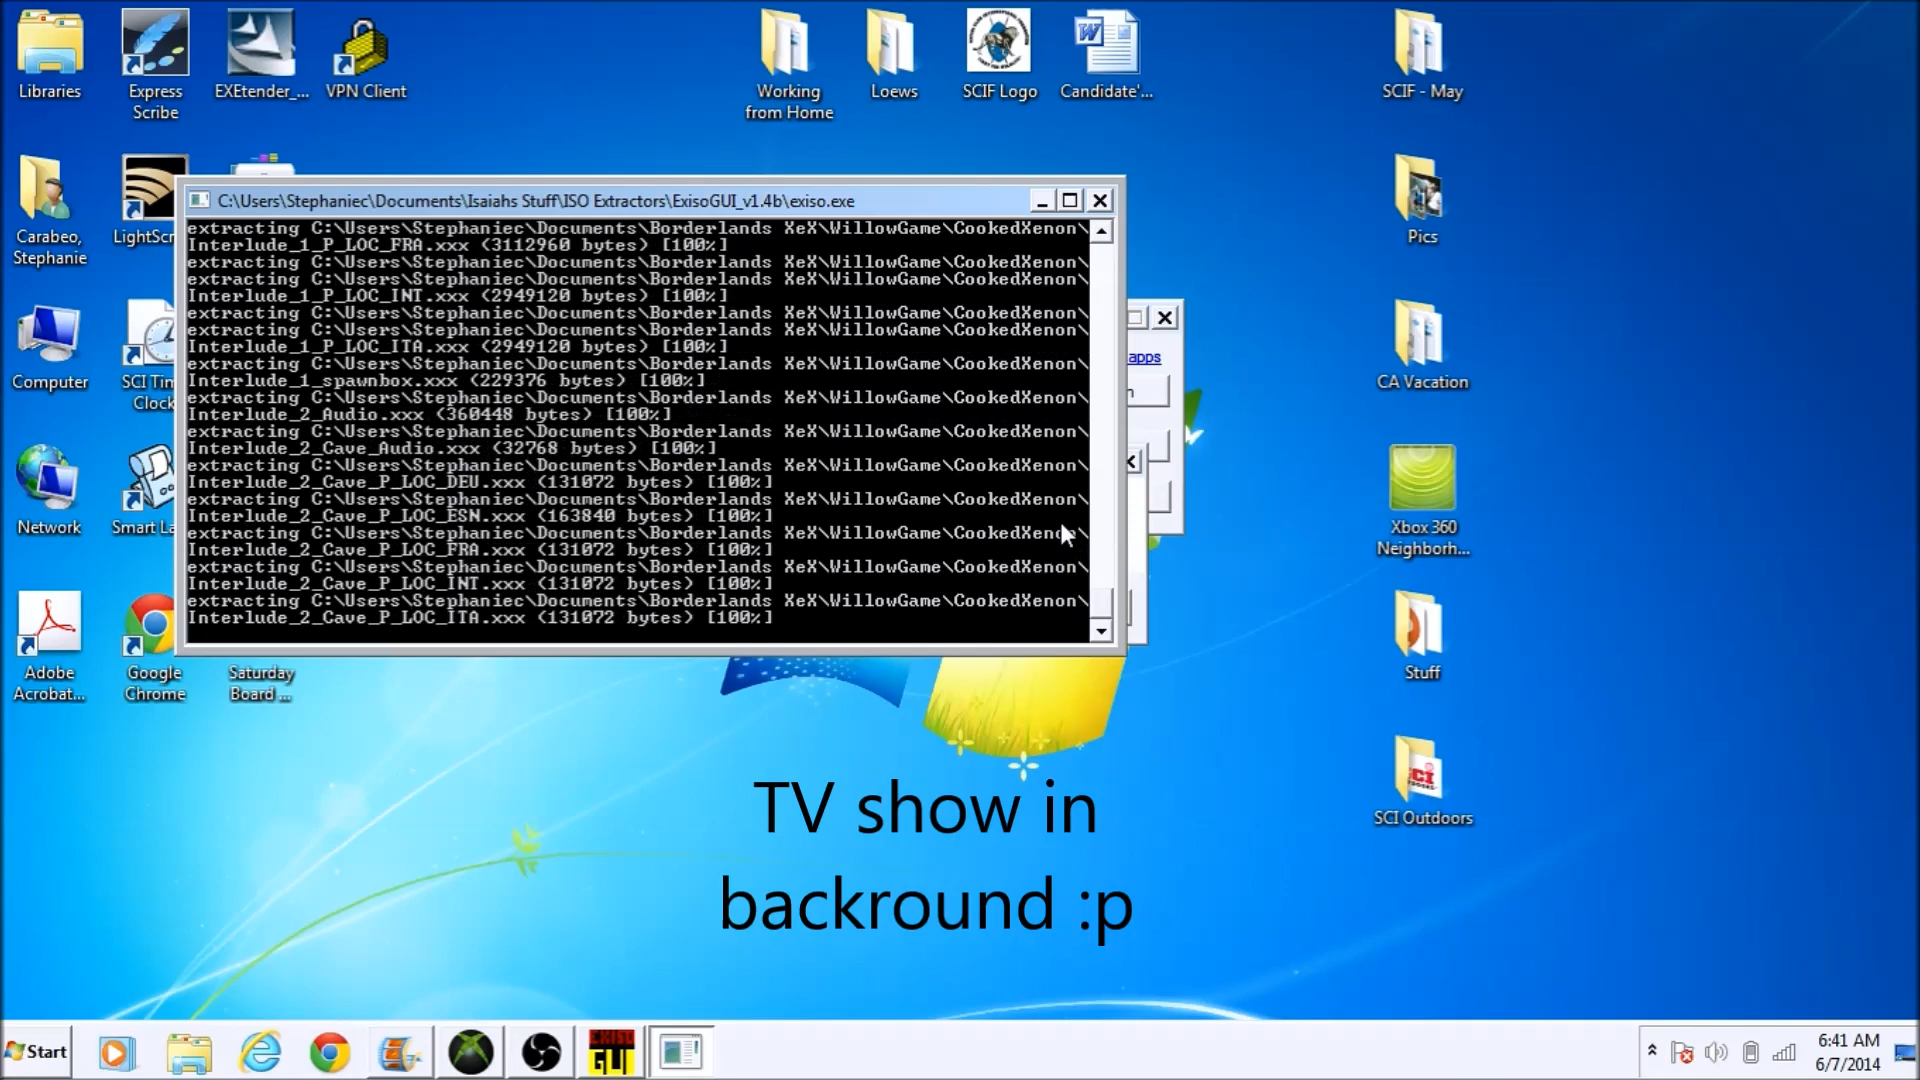 Libraries
Express
Scribe
EXEtender_...
VPN Client
Working
from Home
Loews
SCIF Logo
Candidate'...
SCIF - May
Carabeo,
Stephanie
LightScr
Pics
C:\Users\Stephaniec\Documents\Isaiahs Stuff\ISO Extractors\ExisoGUI_v1.4b\exiso.exe
extracting C:\Users\Stephaniec\Documents\Borderlands XeX\WillowGame\CookedXenon\
Interlude_1_P_LOC_FRA.xxx (3112960 bytes) [100%]
extracting C:\Users\Stephaniec\Documents\Borderlands XeX\WillowGame\CookedXenon\
extracting C:\Users\Stephaniec\Documents\Borderlands XeX\WillowGame\CookedXenon\
Interlude_1_P_LOC_INT.xxx (2949120 bytes) [100%]
extracting C:\Users\Stephaniec\Documents\Borderlands XeX\WillowGame\CookedXenon\
extracting C:\Users\Stephaniec\Documents\Borderlands XeX\WillowGame\CookedXenon\
Interlude_1_P_LOC_ITA.xxx (2949120 bytes) [100%]
extracting C:\Users\Stephaniec\Documents\Borderlands XeX\WillowGame\CookedXenon\
Interlude_1_spawnbox.xxx (229376 bytes) [100%]
extracting C:\Users\Stephaniec\Documents\Borderlands XeX\WillowGame\CookedXenon\
Interlude_2_Audio.xxx (360448 bytes) [100%]
extracting C:\Users\Stephaniec\Documents\Borderlands XeX\WillowGame\CookedXenon\
Interlude_2_Cave_Audio.xxx (32768 bytes) [100%]
extracting C:\Users\Stephaniec\Documents\Borderlands XeX\WillowGame\CookedXenon\
Interlude_2_Cave_P_LOC_DEU.xxx (131072 bytes) [100%]
extracting C:\Users\Stephaniec\Documents\Borderlands XeX\WillowGame\CookedXenon\
Interlude_2_Cave_P_LOC_ESN.xxx (163840 bytes) [100%]
extracting C:\Users\Stephaniec\Documents\Borderlands XeX\WillowGame\CookedXenon\
Interlude_2_Cave_P_LOC_FRA.xxx (131072 bytes) [100%]
extracting C:\Users\Stephaniec\Documents\Borderlands XeX\WillowGame\CookedXenon\
Interlude_2_Cave_P_LOC_INT.xxx (131072 bytes) [100%]
extracting C:\Users\Stephaniec\Documents\Borderlands XeX\WillowGame\CookedXenon\
Interlude_2_Cave_P_LOC_ITA.xxx (131072 bytes) [100%]
apps
Computer
SCI Tim
Clock
CA Vacation
Network
Smart La
Xbox 360
Neighborh...
Adobe
Acrobat...
Google
Chrome
Saturday
Board ...
Stuff
SCI Outdoors
TV show in
backround :p
Start
EXISO
GUI
6:41 AM
6/7/2014